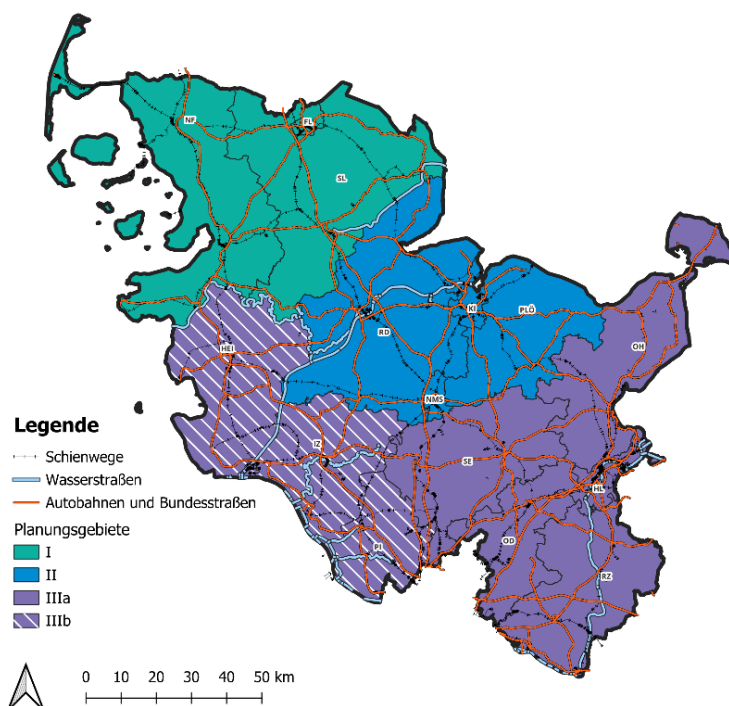 NF
FL
SL
KI
PLÖ
RD
OH
HEI
NMS
IZ
SE
HL
PI
OD
RZ
Legende
Schienwege
Wasserstraßen
Autobahnen und Bundesstraßen
Planungsgebiete
I
II
IIIa
IIIb
0 10 20 30 40 50 km